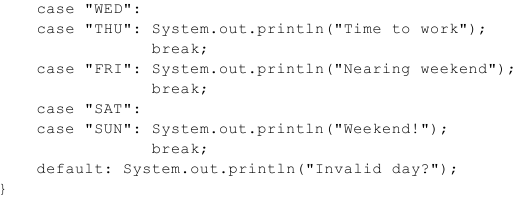 case "WED":
case "THU": System.out.println("Time to work");
break;
case "FRI": System.out.println("Nearing weekend");
break;
case "SAT":
case "SUN": System.out.println("Weekend!");
break;
default: System.out.println("Invalid day?");
}